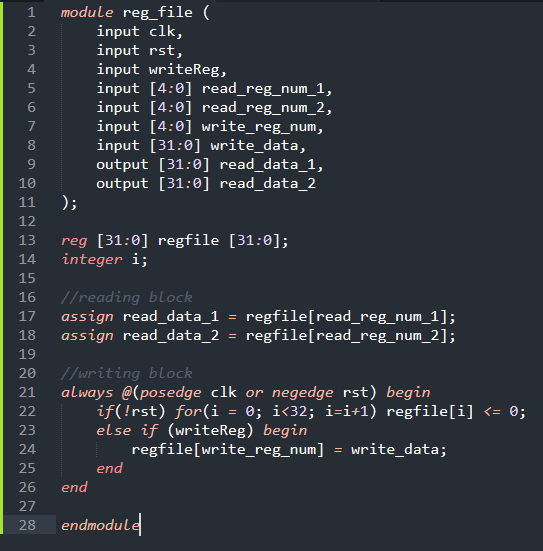 1 module reg_file (
2     input clk,
3     input rst,
4     input writeReg,
5     input [4:0] read_reg_num_1,
6     input [4:0] read_reg_num_2,
7     input [4:0] write_reg_num,
8     input [31:0] write_data,
9     output [31:0] read_data_1,
10     output [31:0] read_data_2
11 );
12
13 reg [31:0] regfile [31:0];
14 integer i;
15
16 //reading block
17 assign read_data_1 = regfile[read_reg_num_1];
18 assign read_data_2 = regfile[read_reg_num_2];
19
20 //writing block
21 always @(posedge clk or negedge rst) begin
22     if(!rst) for(i = 0; i<32; i=i+1) regfile[i] <= 0;
23     else if (writeReg) begin
24         regfile[write_reg_num] = write_data;
25     end
26 end
27
28 endmodule